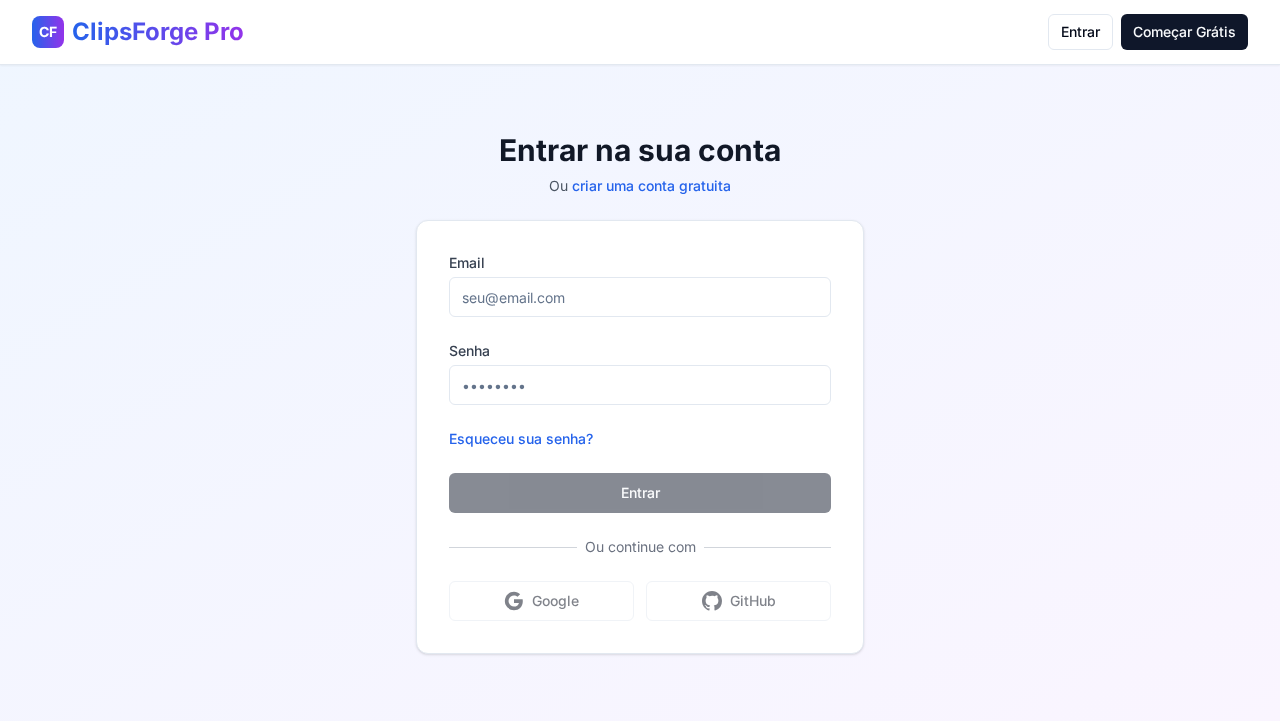 CF ClipsForge Pro
Entrar
Começar Grátis
Entrar na sua conta
Ou criar uma conta gratuita
Email
seu@email.com
Senha
••••••••
Esqueceu sua senha?
Entrar
Ou continue com
Google
GitHub